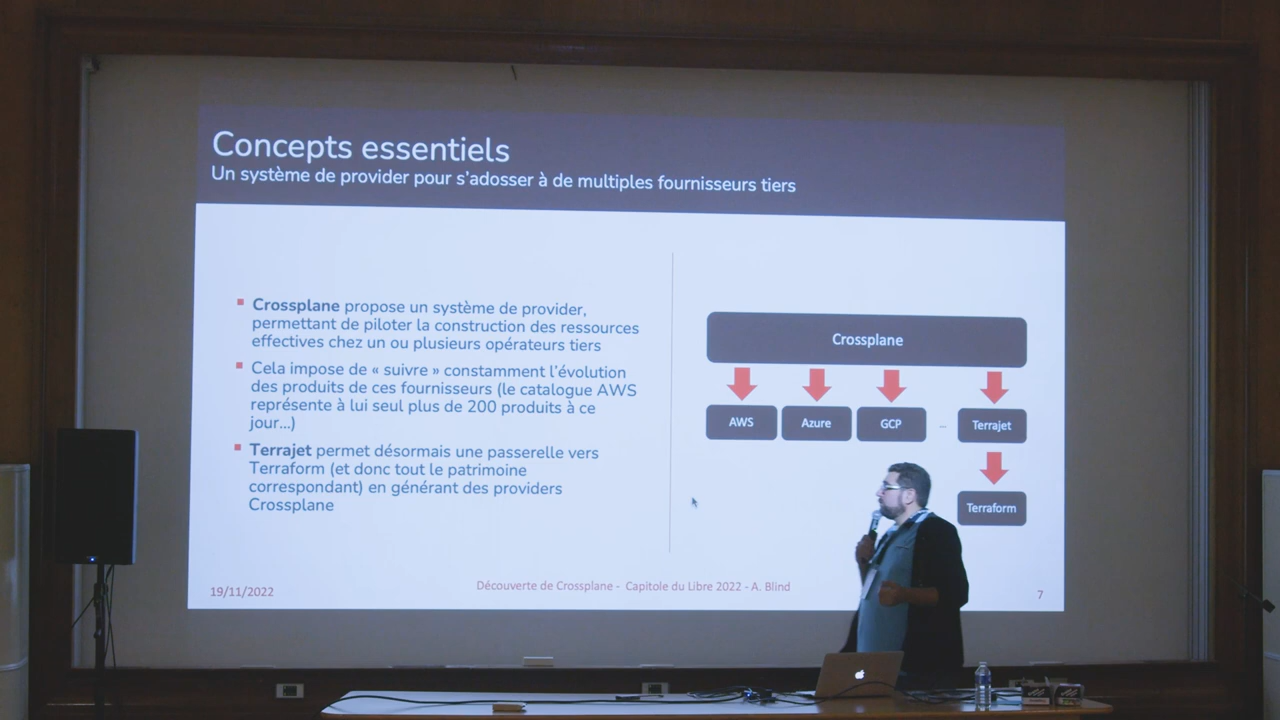 Concepts essentiels
Un système de provider pour s'adosser à de multiples fournisseurs tiers
Crossplane propose un système de provider,
permettant de piloter la construction des ressources
effectives chez un ou plusieurs opérateurs tiers
Cela impose de « suivre » constamment l'évolution
des produits de ces fournisseurs (le catalogue AWS
représente à lui seul plus de 200 produits à ce
jour...)
Terrajet permet désormais une passerelle vers
Terraform (et donc tout le patrimoine
correspondant) en générant des providers
Crossplane
Crossplane
AWS
Azure
GCP
...
Terrajet
Terraform
19/11/2022
Découverte de Crossplane - Capitole du Libre 2022 - A. Blind
7